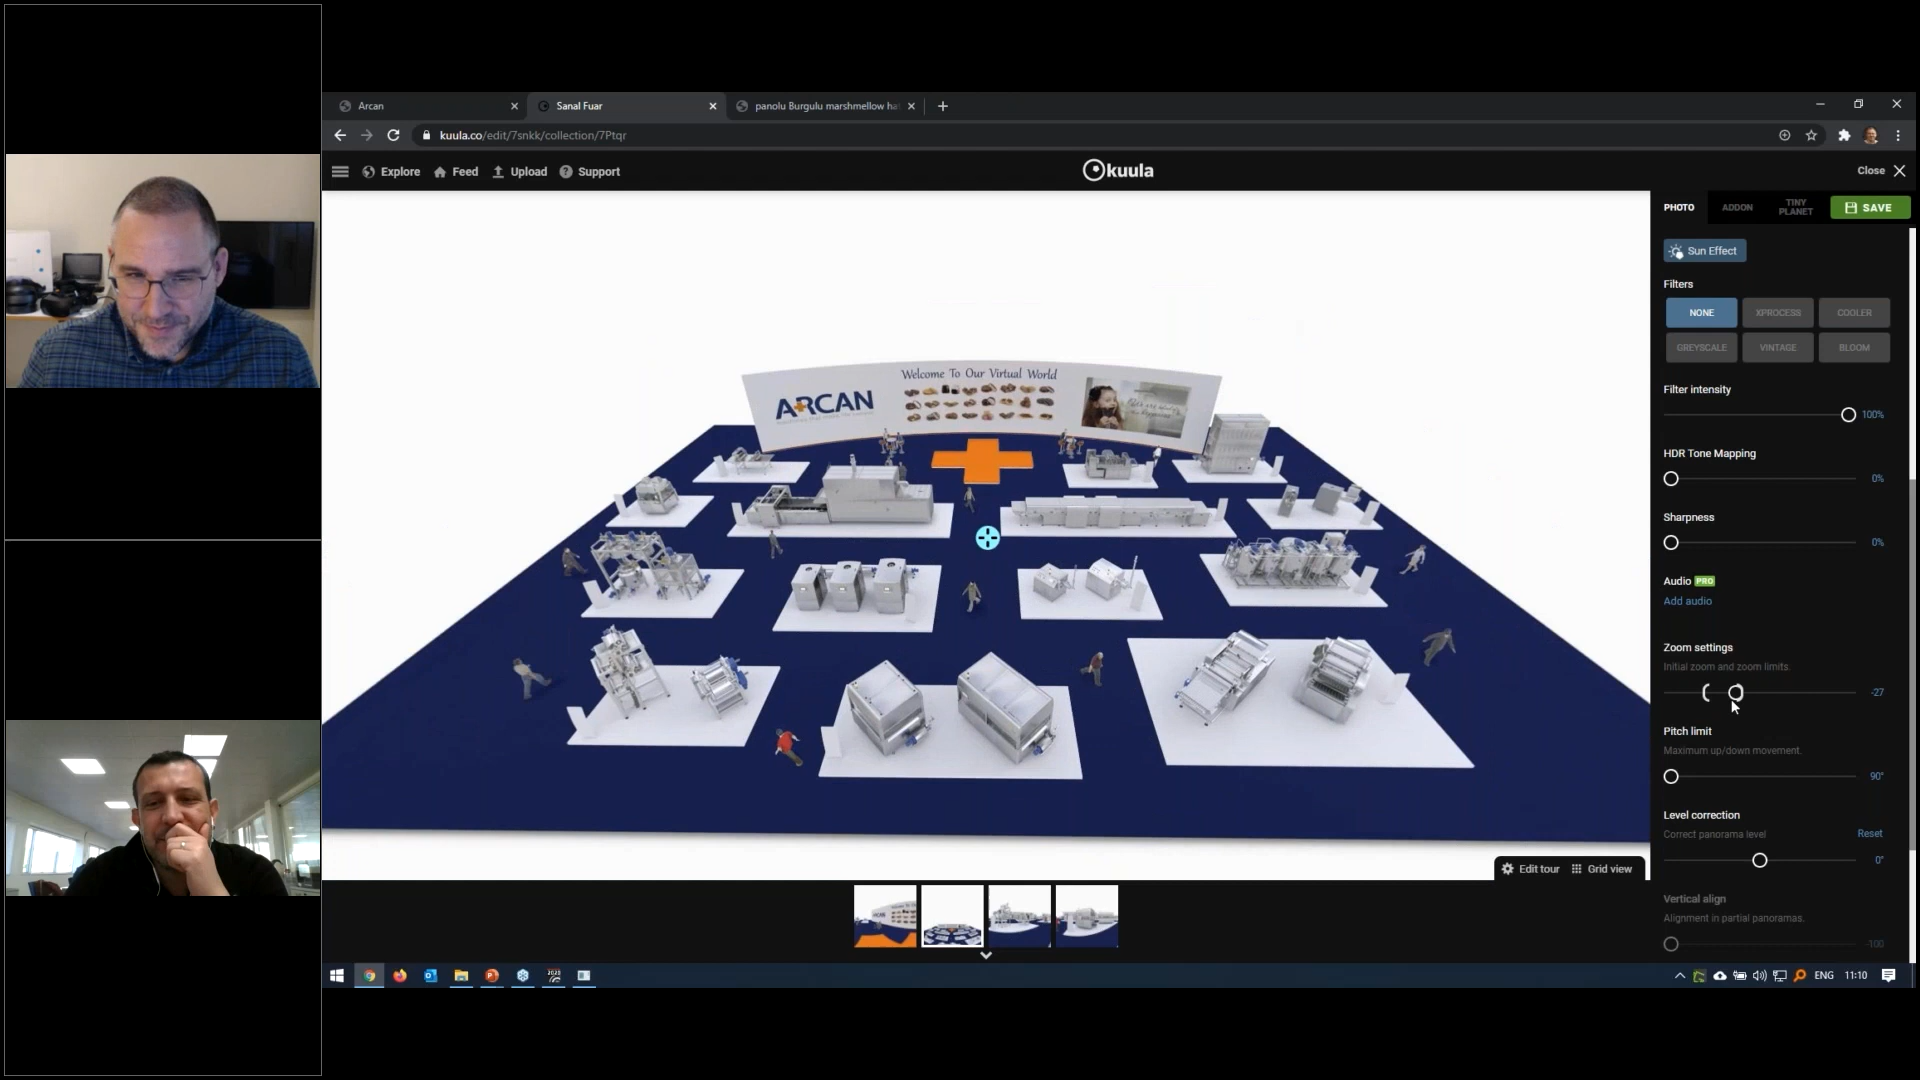 Arcan
Sanal Fuar
panolu Burgulu marshmellow ha
kuula.co/edit/7snkk/collection/7Ptqr
Explore
Feed
Upload
Support
kuula
Close
PHOTO
ADDON
TINY
PLANET
SAVE
Sun Effect
Filters
NONE
XPROCESS
COOLER
GREYSCALE
VINTAGE
BLOOM
Filter intensity
100%
HDR Tone Mapping
0%
Sharpness
0%
Audio PRO
Add audio
Zoom settings
Initial zoom and zoom limits.
-27
Pitch limit
Maximum up/down movement.
90°
Level correction
Correct panorama level
Reset
0°
Vertical align
Alignment in partial panoramas.
-100
Welcome To Our Virtual World
ARCAN
Edit tour
Grid view
ENG
11:10